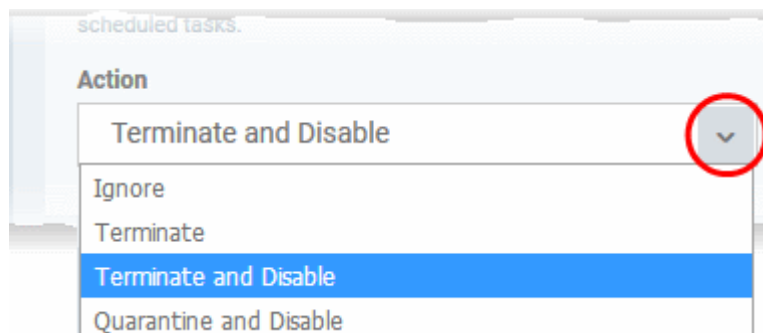 scheduled tasks.
Action
Terminate and Disable
Ignore
Terminate
Terminate and Disable
Quarantine and Disable